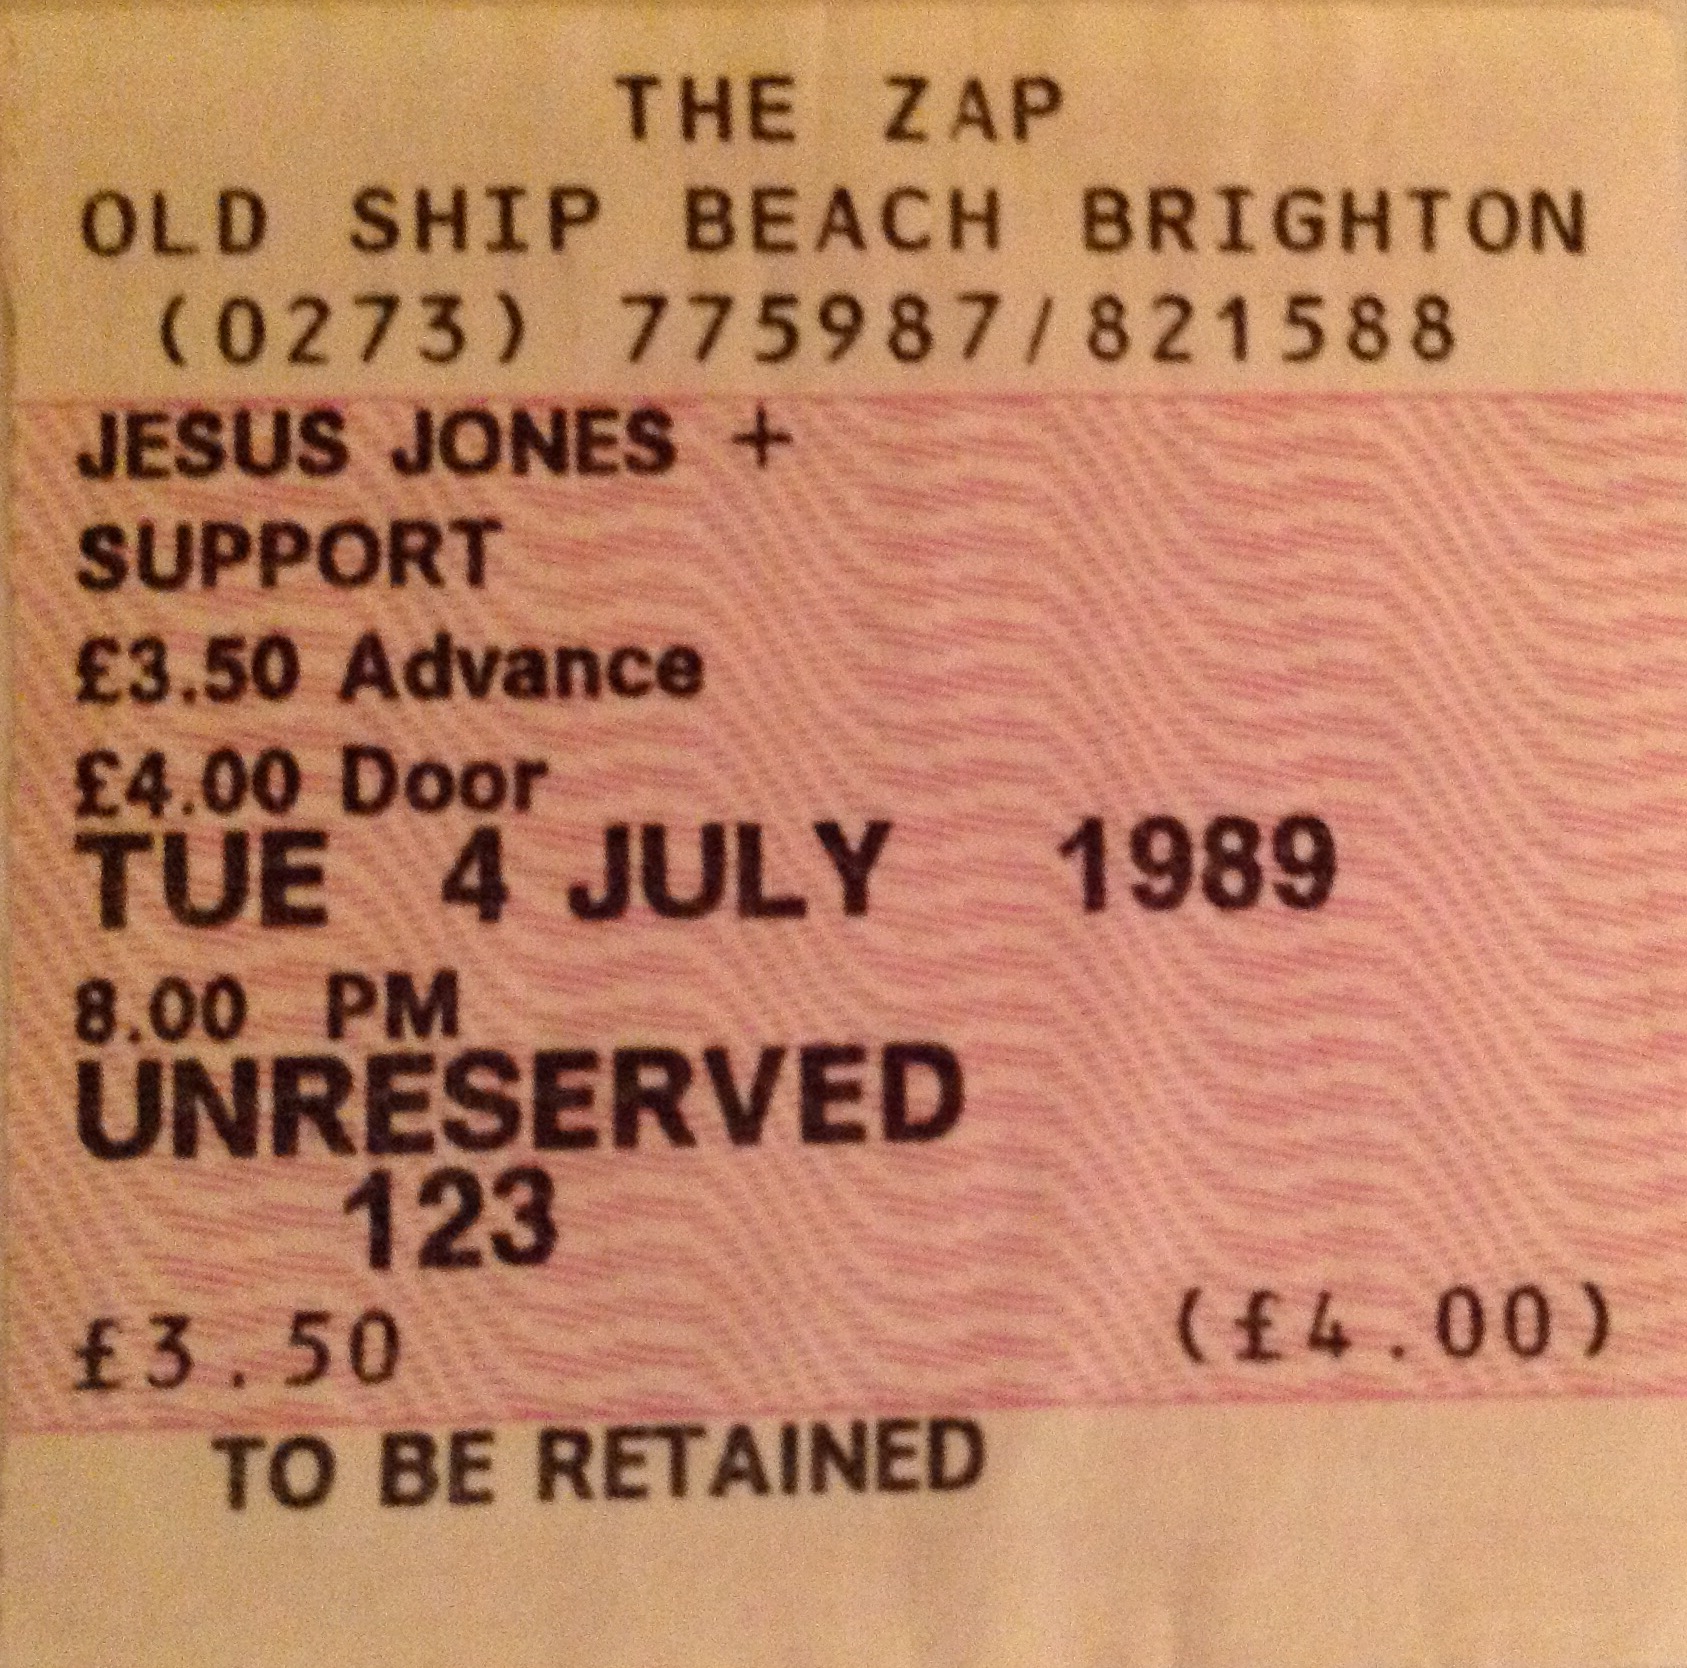 THE ZAP
OLD SHIP BEACH BRIGHTON
(0273) 775987/821588
JESUS JONES +
SUPPORT
£3.50 Advance
£4.00 Door
TUE 4 JULY 1989
8.00 PM
UNRESERVED
123
£3.50 (£4.00)
TO BE RETAINED